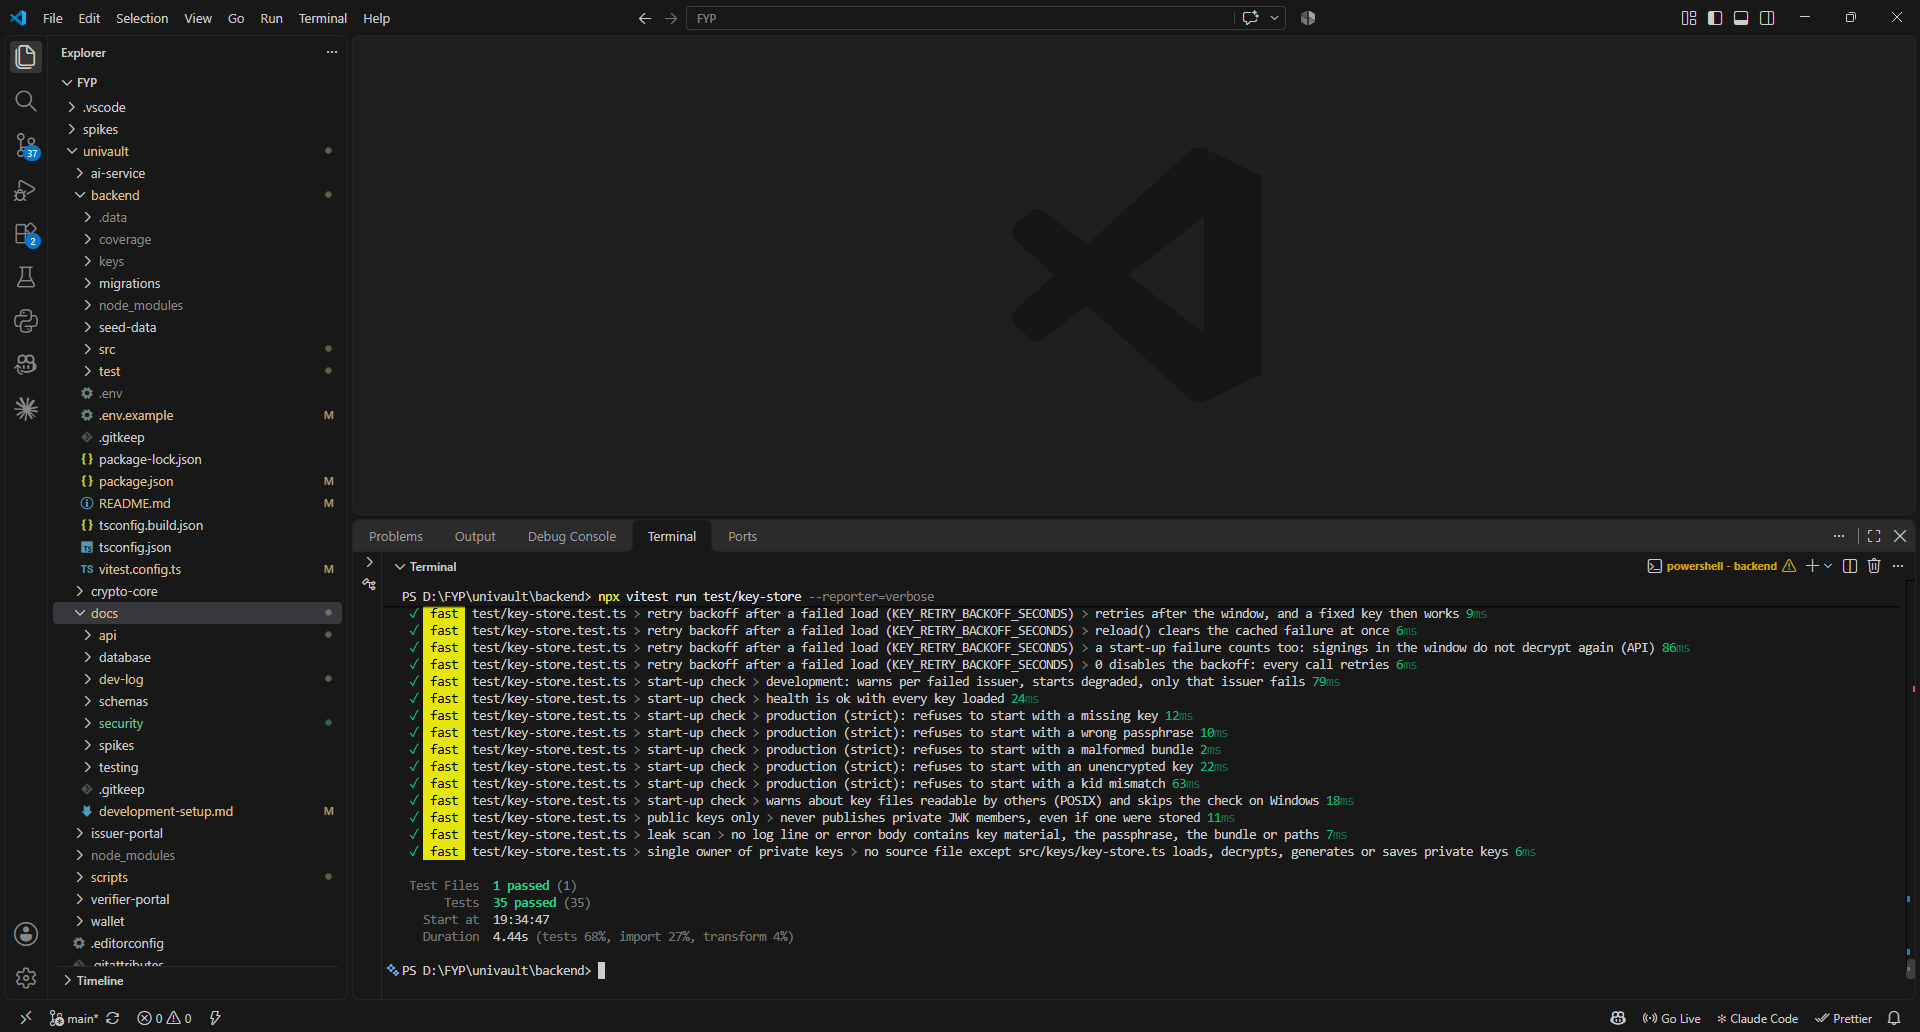 File Edit Selection View Go Run Terminal Help
FYP
Explorer
FYP
.vscode
spikes
37
univault
ai-service
backend
.data
2
coverage
keys
migrations
node_modules
seed-data
src
test
.env
.env.example M
.gitkeep
package-lock.json
package.json M
README.md M
tsconfig.build.json
tsconfig.json
TS vitest.config.ts M
crypto-core
docs
api
database
dev-log
schemas
security
spikes
testing
.gitkeep
development-setup.md M
issuer-portal
node_modules
scripts
verifier-portal
wallet
.editorconfig
.gitattributes
Timeline
Problems Output Debug Console Terminal Ports
Terminal
powershell - backend
PS D:\FYP\univault\backend> npx vitest run test/key-store --reporter=verbose
✓ fast test/key-store.test.ts > retry backoff after a failed load (KEY_RETRY_BACKOFF_SECONDS) > retries after the window, and a fixed key then works 9ms
✓ fast test/key-store.test.ts > retry backoff after a failed load (KEY_RETRY_BACKOFF_SECONDS) > reload() clears the cached failure at once 6ms
✓ fast test/key-store.test.ts > retry backoff after a failed load (KEY_RETRY_BACKOFF_SECONDS) > a start-up failure counts too: signings in the window do not decrypt again (API) 86ms
✓ fast test/key-store.test.ts > retry backoff after a failed load (KEY_RETRY_BACKOFF_SECONDS) > 0 disables the backoff: every call retries 6ms
✓ fast test/key-store.test.ts > start-up check > development: warns per failed issuer, starts degraded, only that issuer fails 79ms
✓ fast test/key-store.test.ts > start-up check > health is ok with every key loaded 24ms
✓ fast test/key-store.test.ts > start-up check > production (strict): refuses to start with a missing key 12ms
✓ fast test/key-store.test.ts > start-up check > production (strict): refuses to start with a wrong passphrase 10ms
✓ fast test/key-store.test.ts > start-up check > production (strict): refuses to start with a malformed bundle 2ms
✓ fast test/key-store.test.ts > start-up check > production (strict): refuses to start with an unencrypted key 22ms
✓ fast test/key-store.test.ts > start-up check > production (strict): refuses to start with a kid mismatch 63ms
✓ fast test/key-store.test.ts > start-up check > warns about key files readable by others (POSIX) and skips the check on Windows 18ms
✓ fast test/key-store.test.ts > public keys only > never publishes private JWK members, even if one were stored 11ms
✓ fast test/key-store.test.ts > leak scan > no log line or error body contains key material, the passphrase, the bundle or paths 7ms
✓ fast test/key-store.test.ts > single owner of private keys > no source file except src/keys/key-store.ts loads, decrypts, generates or saves private keys 6ms
Test Files 1 passed (1)
Tests 35 passed (35)
Start at 19:34:47
Duration 4.44s (tests 68%, import 27%, transform 4%)
PS D:\FYP\univault\backend>
main* 0 0 Go Live Claude Code Prettier